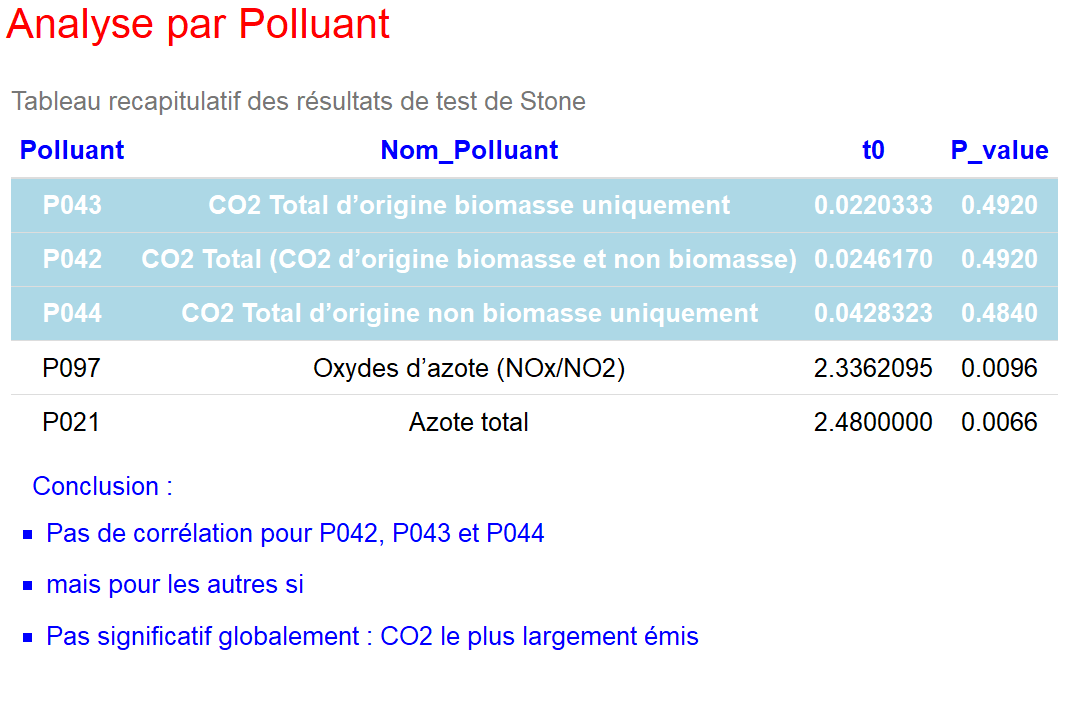 Analyse par Polluant
Tableau recapitulatif des résultats de test de Stone
Polluant Nom_Polluant t0 P_value
P043 CO2 Total d’origine biomasse uniquement 0.0220333 0.4920
P042 CO2 Total (CO2 d’origine biomasse et non biomasse) 0.0246170 0.4920
P044 CO2 Total d’origine non biomasse uniquement 0.0428323 0.4840
P097 Oxydes d’azote (NOx/NO2) 2.3362095 0.0096
P021 Azote total 2.4800000 0.0066
Conclusion :
Pas de corrélation pour P042, P043 et P044
mais pour les autres si
Pas significatif globalement : CO2 le plus largement émis